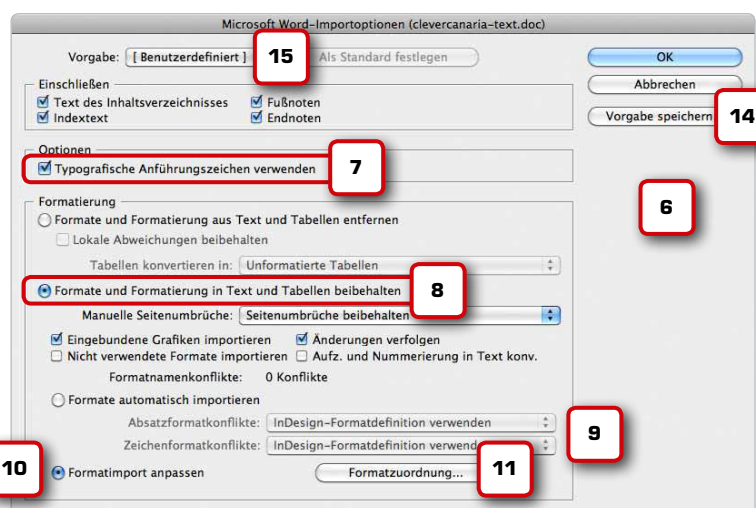 Microsoft Word-Importoptionen (clevercanaria-text.doc)
Vorgabe: [ Benutzerdefiniert ] 15 Als Standard festlegen
OK
Abbrechen
Vorgabe speichern 14
Einschließen
Text des Inhaltsverzeichnisses Fußnoten
Indextext Endnoten
Optionen
Typografische Anführungszeichen verwenden 7
6
Formatierung
Formate und Formatierung aus Text und Tabellen entfernen
Lokale Abweichungen beibehalten
Tabellen konvertieren in: Unformatierte Tabellen
Formate und Formatierung in Text und Tabellen beibehalten 8
Manuelle Seitenumbrüche: Seitenumbrüche beibehalten
Eingebundene Grafiken importieren Änderungen verfolgen
Nicht verwendete Formate importieren Aufz. und Nummerierung in Text konv.
Formatnamenkonflikte: 0 Konflikte
Formate automatisch importieren
Absatzformatkonflikte: InDesign-Formatdefinition verwenden
Zeichenformatkonflikte: InDesign-Formatdefinition verwend 9
10 Formatimport anpassen Formatzuordnung... 11